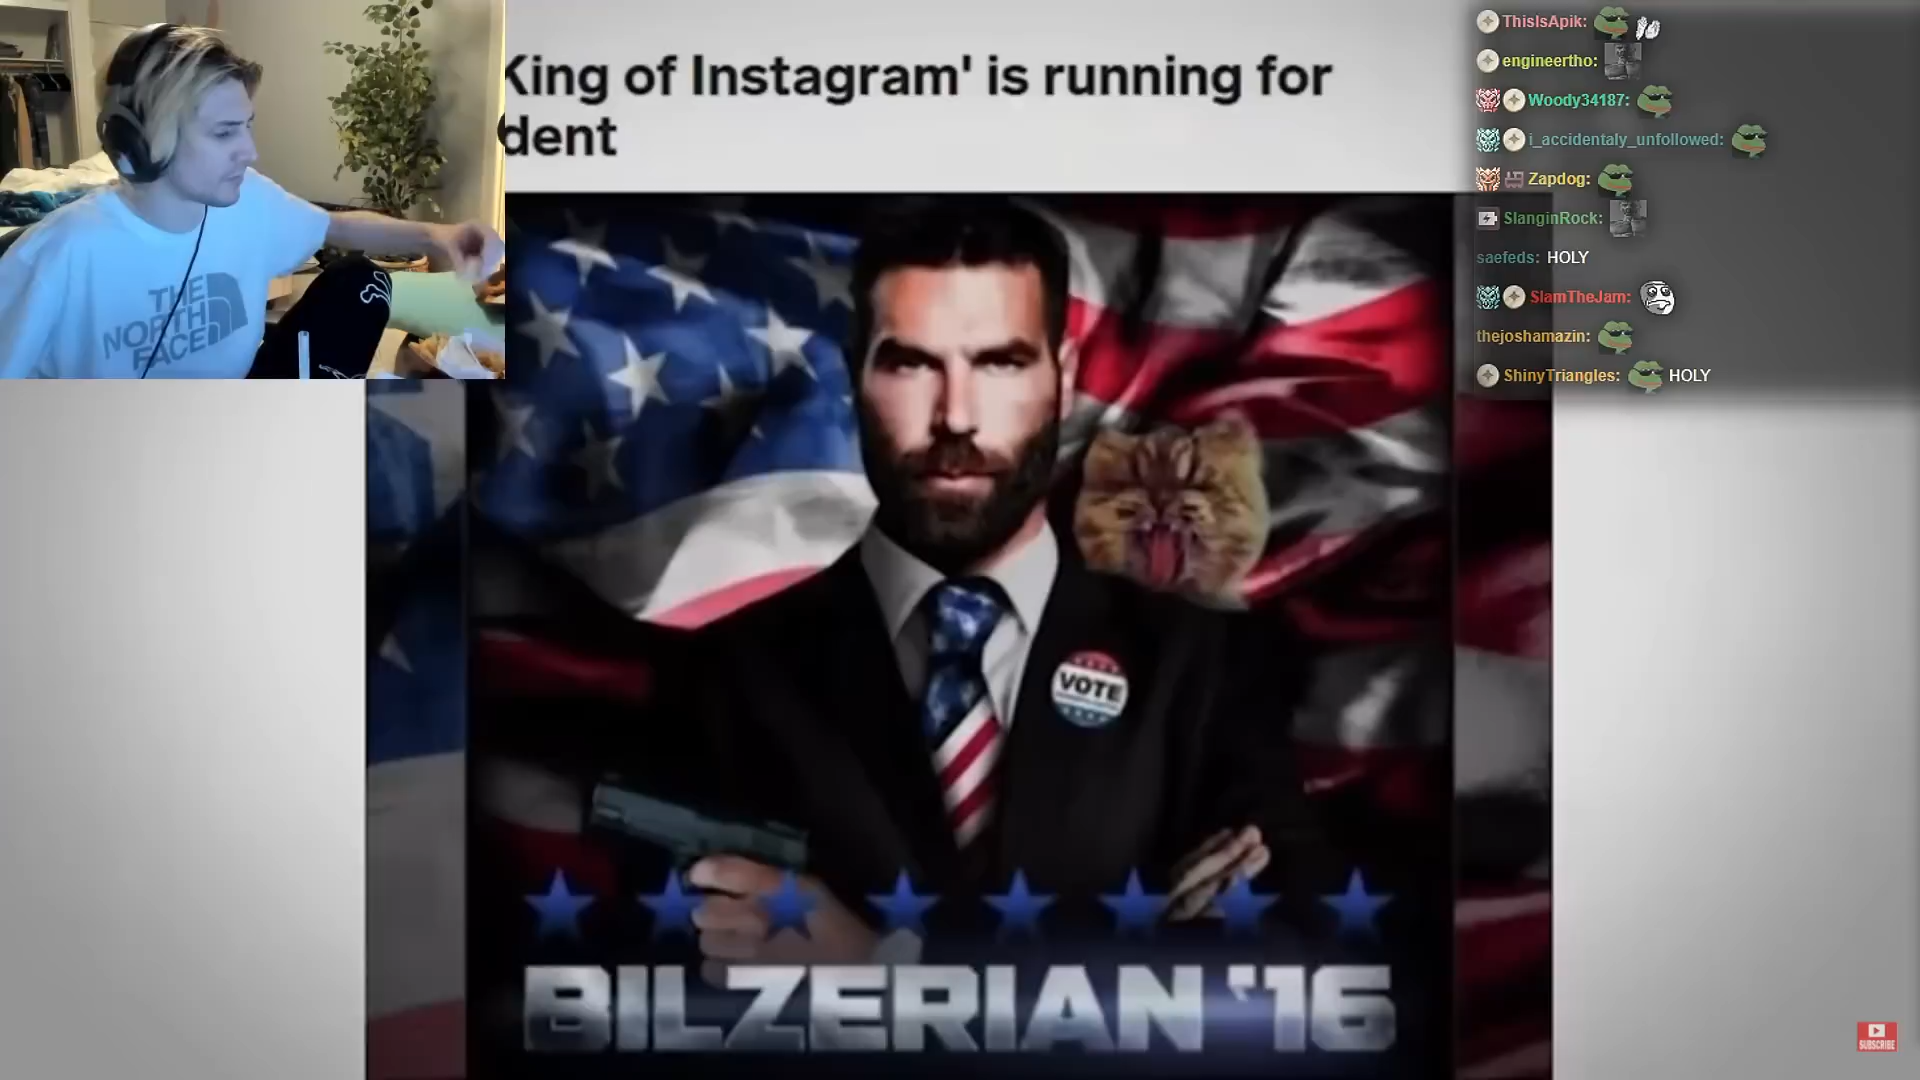 King of Instagram' is running for
dent
THE
NORTH
FACE
VOTE
BILZERIAN '16
ThisIsApik:
engineertho:
Woody34187:
i_accidentaly_unfollowed:
Zapdog:
SlanginRock:
saefeds: HOLY
SlamTheJam:
thejoshamazin:
ShinyTriangles: HOLY
SUBSCRIBE